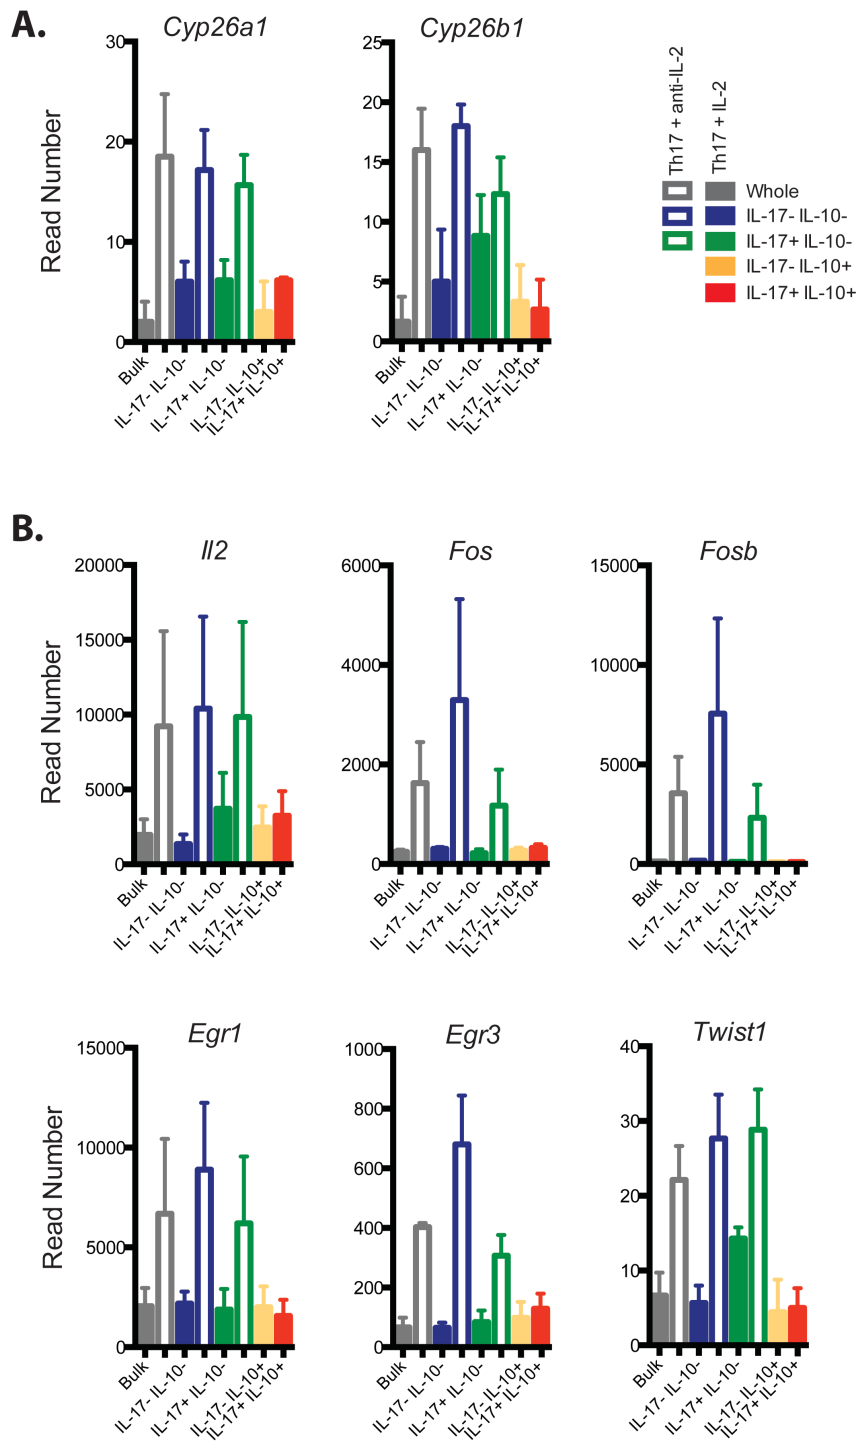 A.
Cyp26a1
Cyp26b1
Th17 + anti-IL-2
Th17 + IL-2
Whole
IL-17- IL-10-
IL-17+ IL-10-
IL-17- IL-10+
IL-17+ IL-10+
Read Number
30
20
10
0
Bulk
IL-17- IL-10-
IL-17+ IL-10-
IL-17- IL-10+
IL-17+ IL-10+
25
20
15
10
5
0
Bulk
IL-17- IL-10-
IL-17+ IL-10-
IL-17- IL-10+
IL-17+ IL-10+
B.
Il2
Fos
Fosb
Read Number
20000
15000
10000
5000
0
Bulk
IL-17- IL-10-
IL-17+ IL-10-
IL-17- IL-10+
IL-17+ IL-10+
6000
4000
2000
0
Bulk
IL-17- IL-10-
IL-17+ IL-10-
IL-17- IL-10+
IL-17+ IL-10+
15000
10000
5000
0
Bulk
IL-17- IL-10-
IL-17+ IL-10-
IL-17- IL-10+
IL-17+ IL-10+
Egr1
Egr3
Twist1
Read Number
15000
10000
5000
0
Bulk
IL-17- IL-10-
IL-17+ IL-10-
IL-17- IL-10+
IL-17+ IL-10+
1000
800
600
400
200
0
Bulk
IL-17- IL-10-
IL-17+ IL-10-
IL-17- IL-10+
IL-17+ IL-10+
40
30
20
10
0
Bulk
IL-17- IL-10-
IL-17+ IL-10-
IL-17- IL-10+
IL-17+ IL-10+